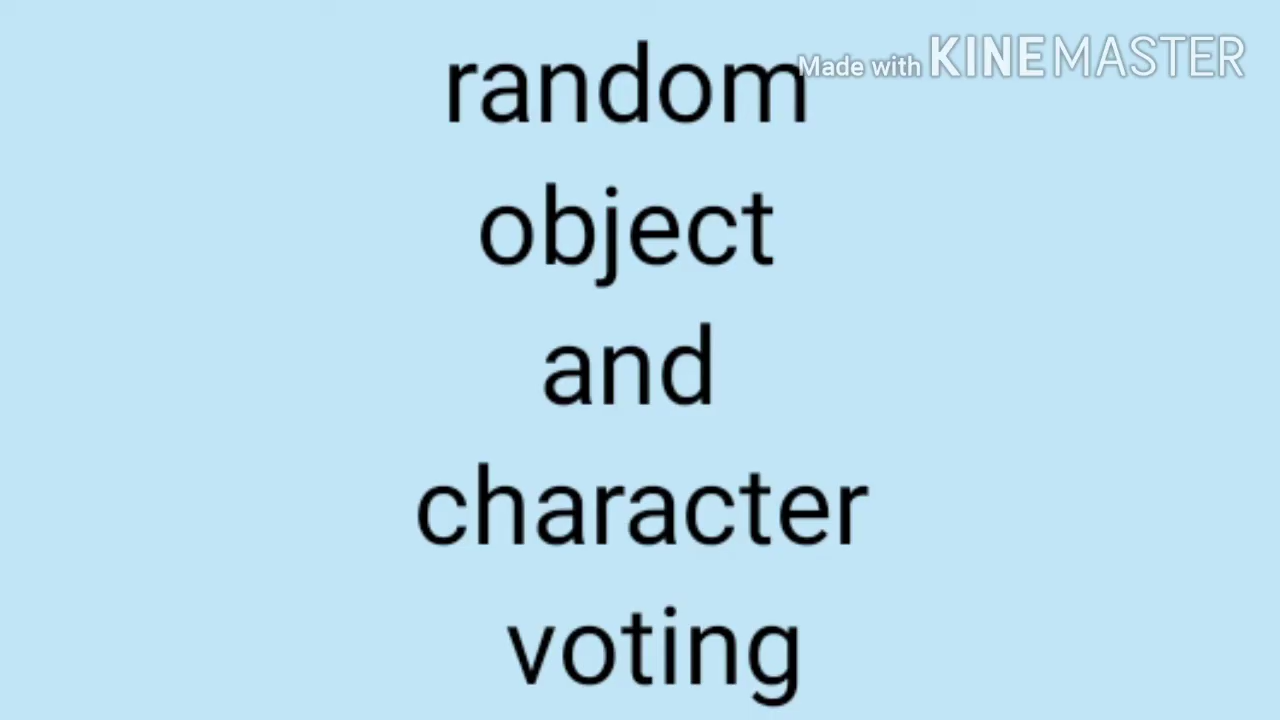 random
Made with KINEMASTER
object
and
character
voting